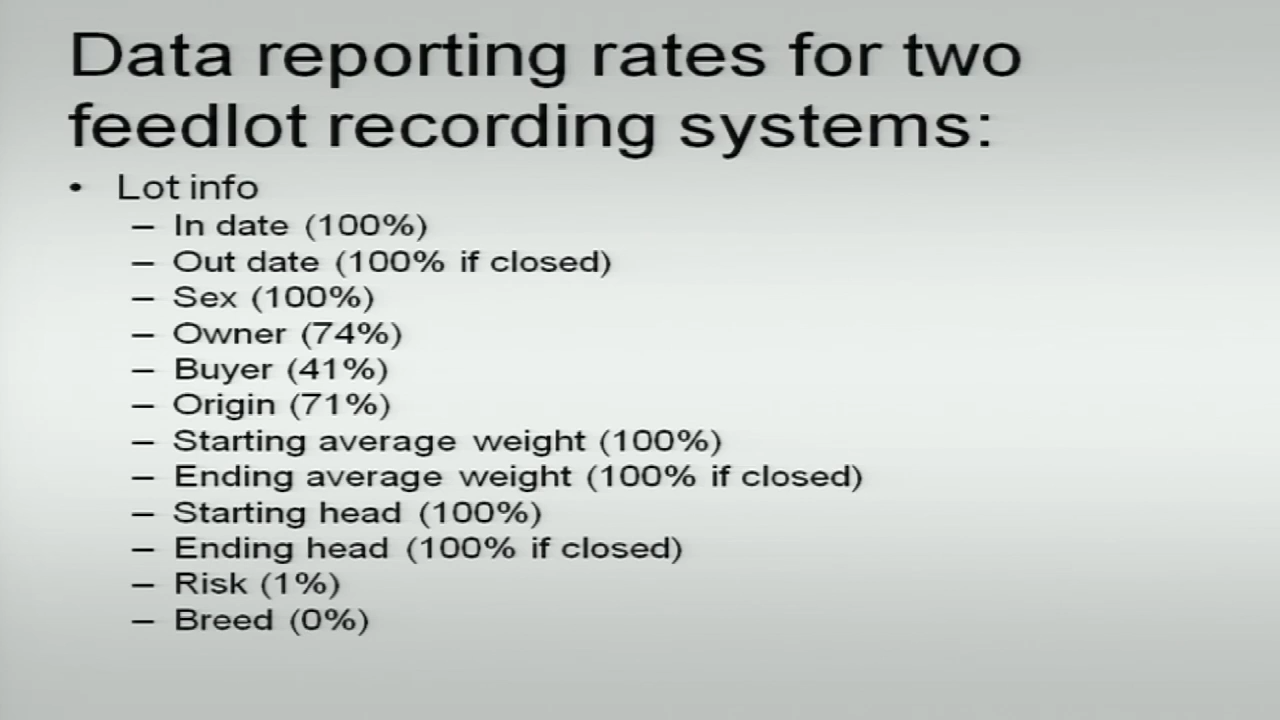 Data reporting rates for two
feedlot recording systems:
• Lot info
– In date (100%)
– Out date (100% if closed)
– Sex (100%)
– Owner (74%)
– Buyer (41%)
– Origin (71%)
– Starting average weight (100%)
– Ending average weight (100% if closed)
– Starting head (100%)
– Ending head (100% if closed)
– Risk (1%)
– Breed (0%)